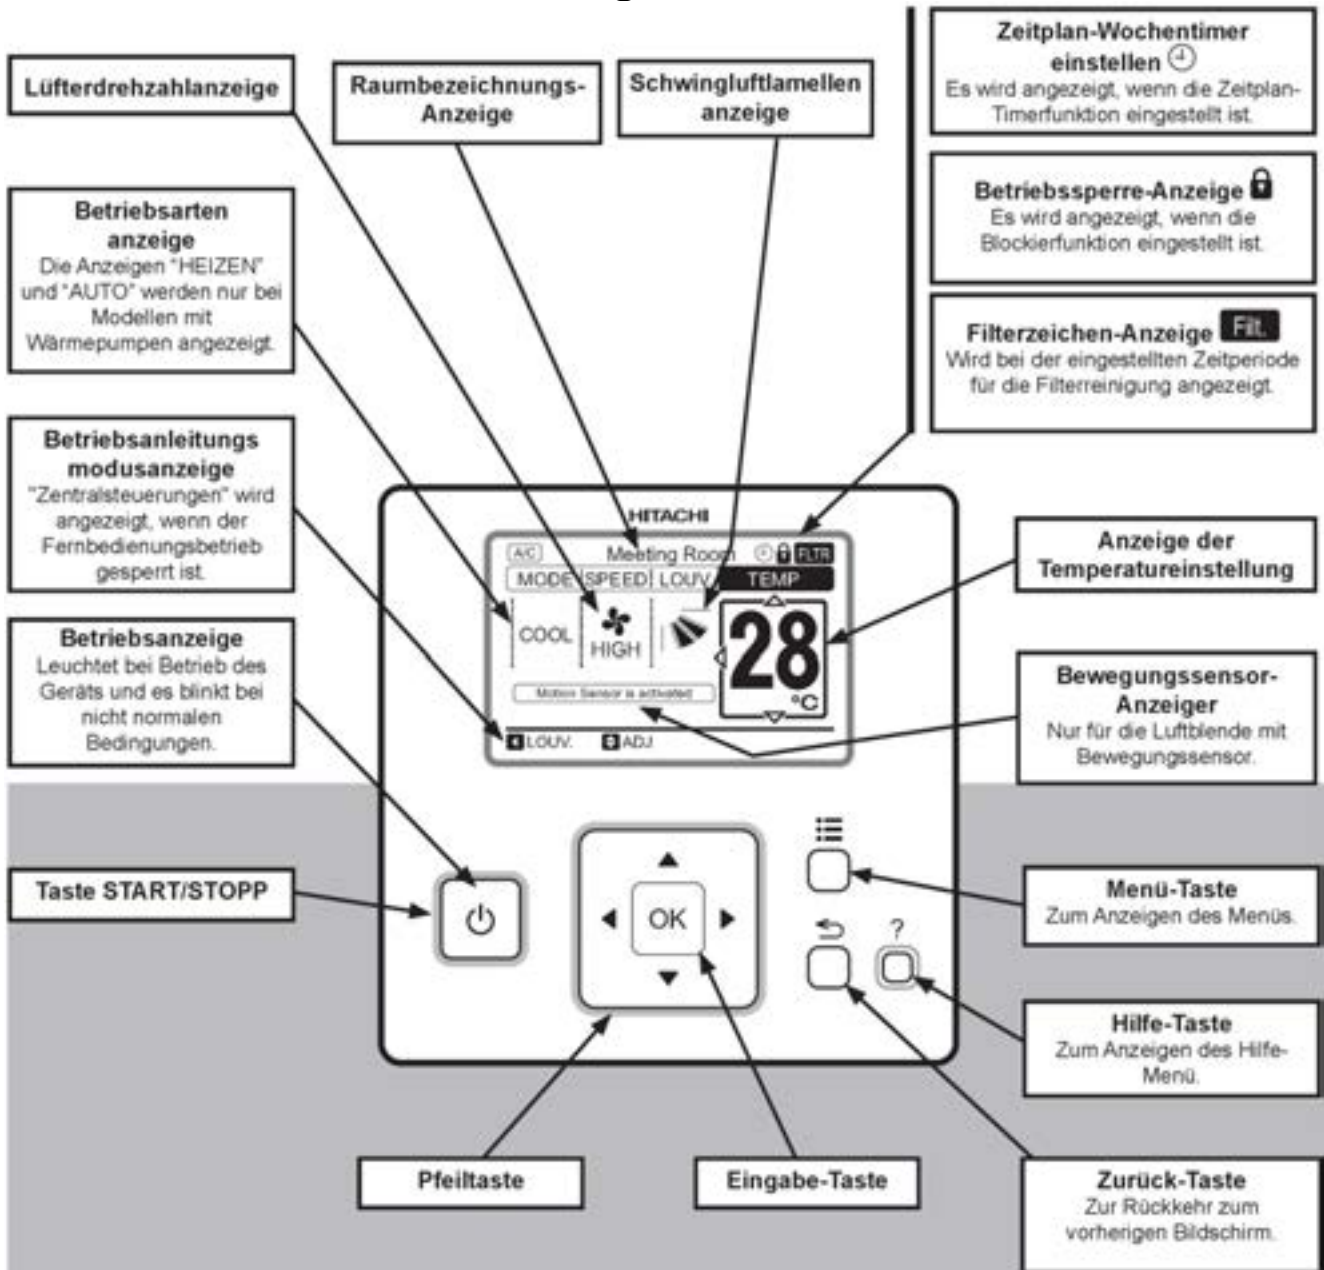 Zeitplan-Wochentimer
einstellen
Es wird angezeigt, wenn die Zeitplan-
Timerfunktion eingestellt ist.
Lüfterdrehzahlanzeige
Raumbezeichnungs-
Anzeige
Schwingluftlamellen
anzeige
Betriebssperre-Anzeige
Es wird angezeigt, wenn die
Blockierfunktion eingestellt ist.
Betriebsarten
anzeige
Die Anzeigen "HEIZEN"
und "AUTO" werden nur bei
Modellen mit
Wärmepumpen angezeigt.
Filterzeichen-Anzeige Filt.
Wird bei der eingestellten Zeitperiode
für die Filterreinigung angezeigt.
Betriebsanleitungs
modusanzeige
"Zentralsteuerungen" wird
angezeigt, wenn der
Fernbedienungsbetrieb
gesperrt ist.
HITACHI
A/C Meeting Room FLTR
MODE SPEED LOUV. TEMP
COOL HIGH 28 °C
Motion Sensor is activated
LOUV. ADJ.
Anzeige der
Temperatureinstellung
Betriebsanzeige
Leuchtet bei Betrieb des
Geräts und es blinkt bei
nicht normalen
Bedingungen.
Bewegungssensor-
Anzeiger
Nur für die Luftblende mit
Bewegungssensor.
Taste START/STOPP
OK
?
Menü-Taste
Zum Anzeigen des Menüs.
Hilfe-Taste
Zum Anzeigen des Hilfe-
Menü.
Pfeiltaste
Eingabe-Taste
Zurück-Taste
Zur Rückkehr zum
vorherigen Bildschirm.